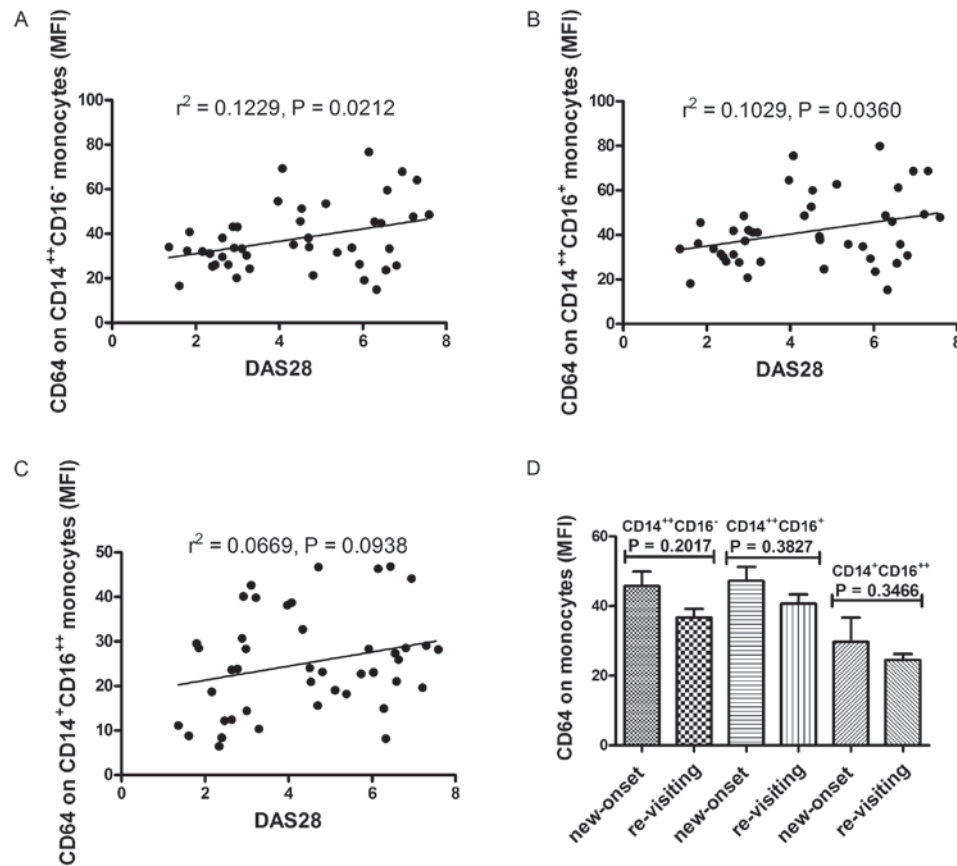 A
CD64 on CD14⁺⁺CD16⁻ monocytes (MFI)
r² = 0.1229, P = 0.0212
100
80
60
40
20
0
0 2 4 6 8
DAS28
B
CD64 on CD14⁺⁺CD16⁺ monocytes (MFI)
r² = 0.1029, P = 0.0360
100
80
60
40
20
0
0 2 4 6 8
DAS28
C
CD64 on CD14⁺CD16⁺⁺ monocytes (MFI)
r² = 0.0669, P = 0.0938
50
40
30
20
10
0
0 2 4 6 8
DAS28
D
CD64 on monocytes (MFI)
60
40
20
0
CD14⁺⁺CD16⁻
P = 0.2017
CD14⁺⁺CD16⁺
P = 0.3827
CD14⁺CD16⁺⁺
P = 0.3466
new-onset
re-visiting
new-onset
re-visiting
new-onset
re-visiting